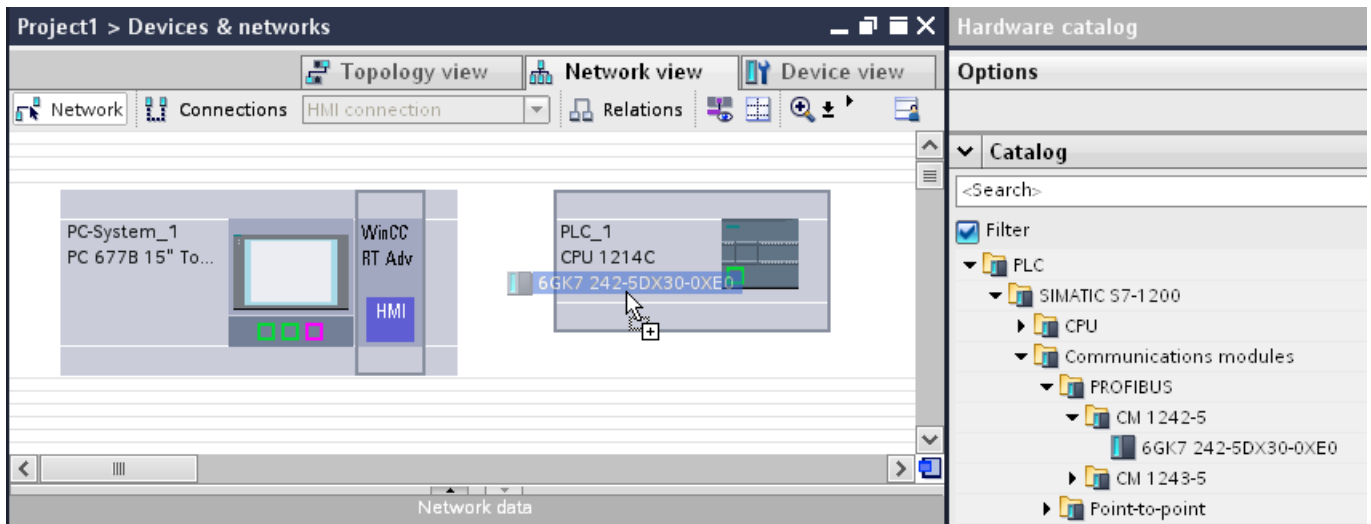 Project1 > Devices & networks
Hardware catalog
Topology view
Network view
Device view
Options
Network
Connections
HMI connection
Relations
Catalog
<Search>
Filter
PC-System_1
PC 677B 15" To...
WinCC
RT Adv
HMI
PLC_1
CPU 1214C
6GK7 242-5DX30-0XE0
PLC
SIMATIC S7-1200
CPU
Communications modules
PROFIBUS
CM 1242-5
6GK7 242-5DX30-0XE0
CM 1243-5
Point-to-point
Network data